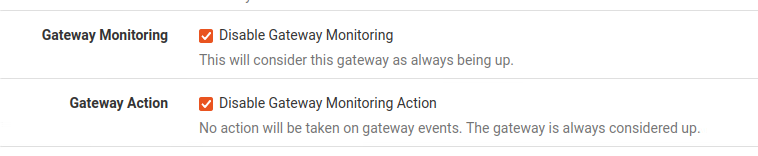 Gateway Monitoring Disable Gateway Monitoring
This will consider this gateway as always being up.
Gateway Action Disable Gateway Monitoring Action
No action will be taken on gateway events. The gateway is always considered up.